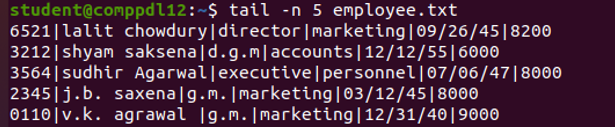 student@comppdl12:~$ tail -n 5 employee.txt
6521|lalit chowdury|director|marketing|09/26/45|8200
3212|shyam saksena|d.g.m|accounts|12/12/55|6000
3564|sudhir Agarwal|executive|personnel|07/06/47|8000
2345|j.b. saxena|g.m.|marketing|03/12/45|8000
0110|v.k. agrawal |g.m.|marketing|12/31/40|9000